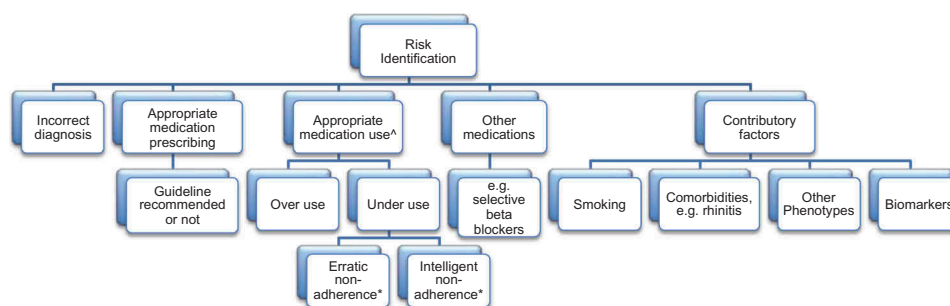 Risk
Identification
Incorrect
diagnosis
Appropriate
medication
prescribing
Appropriate
medication use^
Other
medications
Contributory
factors
Guideline
recommended
or not
Over use
Under use
e.g.
selective
beta
blockers
Smoking
Comorbidities,
e.g. rhinitis
Other
Phenotypes
Biomarkers
Erratic
non-
adherence*
Intelligent
non-
adherence*